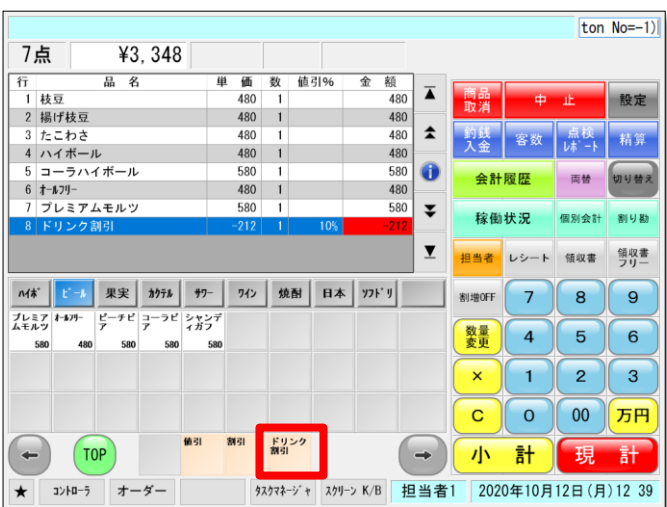 ton No=-1)
7点 ¥3,348
行 品名 単価 数 値引% 金額
1 枝豆 480 1 480
2 揚げ枝豆 480 1 480
3 たこわさ 480 1 480
4 ハイボール 480 1 480
5 コーラハイボール 580 1 580
6 ｵｰﾙﾌﾘｰ 480 1 480
7 プレミアムモルツ 580 1 580
8 ドリンク割引 -212 1 10% -212
商品取消 中止 設定
釣銭入金 客数 点検ﾚﾎﾟｰﾄ 精算
会計履歴 両替 切り替え
稼働状況 個別会計 割り勘
担当者 レシート 領収書 領収書フリー
ﾊｲﾎﾞ ﾋﾞｰﾙ 果実 ｶｸﾃﾙ ｻﾜｰ ﾜｲﾝ 焼酎 日本 ｿﾌﾄﾄﾞﾘ
プレミアムモルツ 580
ｵｰﾙﾌﾘｰ 480
ピーチビア 580
コーラビア 580
シャンディガフ 580
割増OFF 7 8 9
数量変更 4 5 6
× 1 2 3
C 0 00 万円
小計 現計
TOP 値引 割引 ドリンク割引
★ ｺﾝﾄﾛｰﾗ オーダー ﾀｽｸﾏﾈｰｼﾞｬ ｽｸﾘｰﾝ K/B 担当者1 2020年10月12日(月)12 39